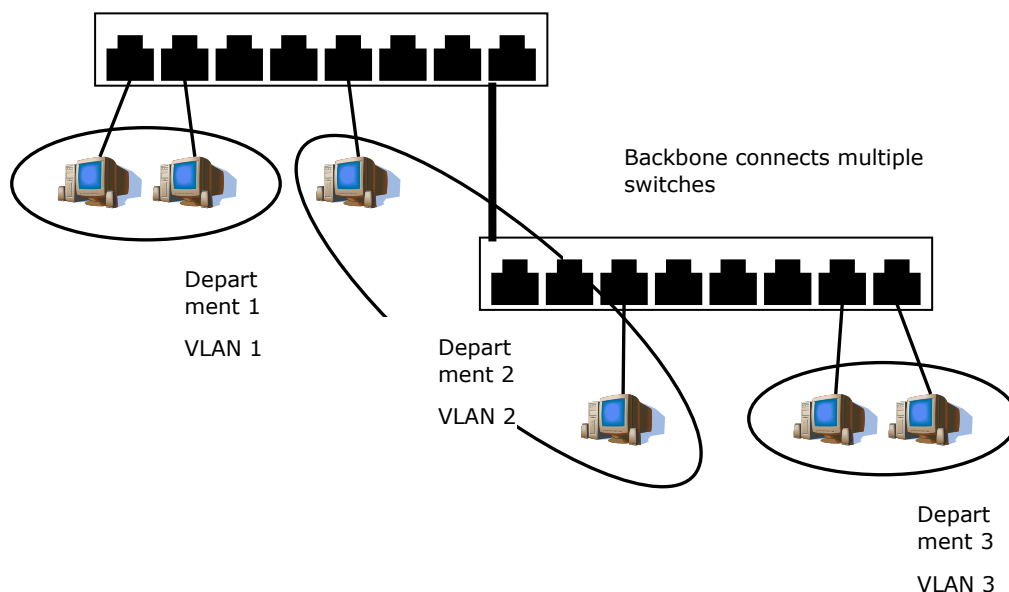 Backbone connects multiple
switches
Depart
ment 1
VLAN 1
Depart
ment 2
VLAN 2
Depart
ment 3
VLAN 3